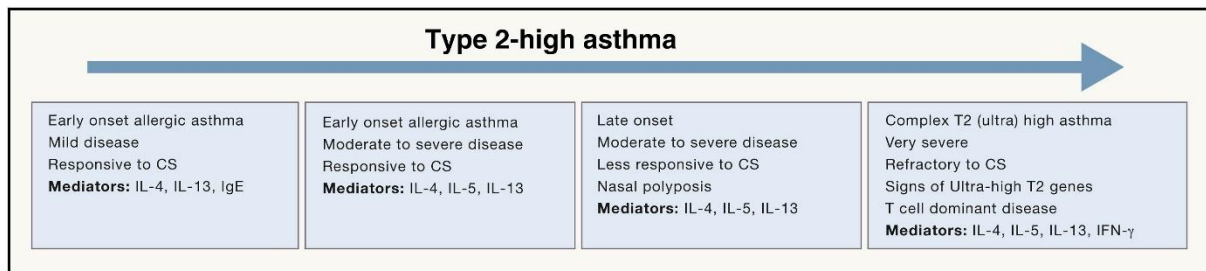 Type 2-high asthma
Early onset allergic asthma
Mild disease
Responsive to CS
Mediators: IL-4, IL-13, IgE
Early onset allergic asthma
Moderate to severe disease
Responsive to CS
Mediators: IL-4, IL-5, IL-13
Late onset
Moderate to severe disease
Less responsive to CS
Nasal polyposis
Mediators: IL-4, IL-5, IL-13
Complex T2 (ultra) high asthma
Very severe
Refractory to CS
Signs of Ultra-high T2 genes
T cell dominant disease
Mediators: IL-4, IL-5, IL-13, IFN-γ